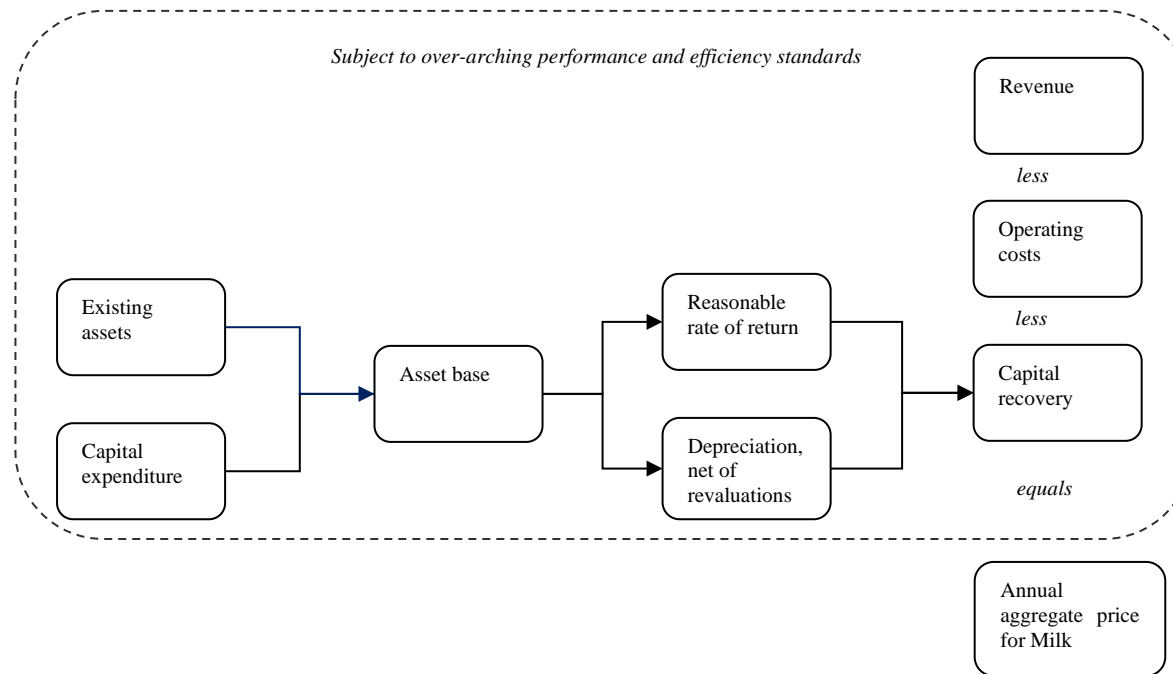 Subject to over-arching performance and efficiency standards
Revenue
less
Operating
costs
less
Existing
assets
Capital
expenditure
Asset base
Reasonable
rate of return
Depreciation,
net of
revaluations
Capital
recovery
equals
Annual
aggregate price
for Milk